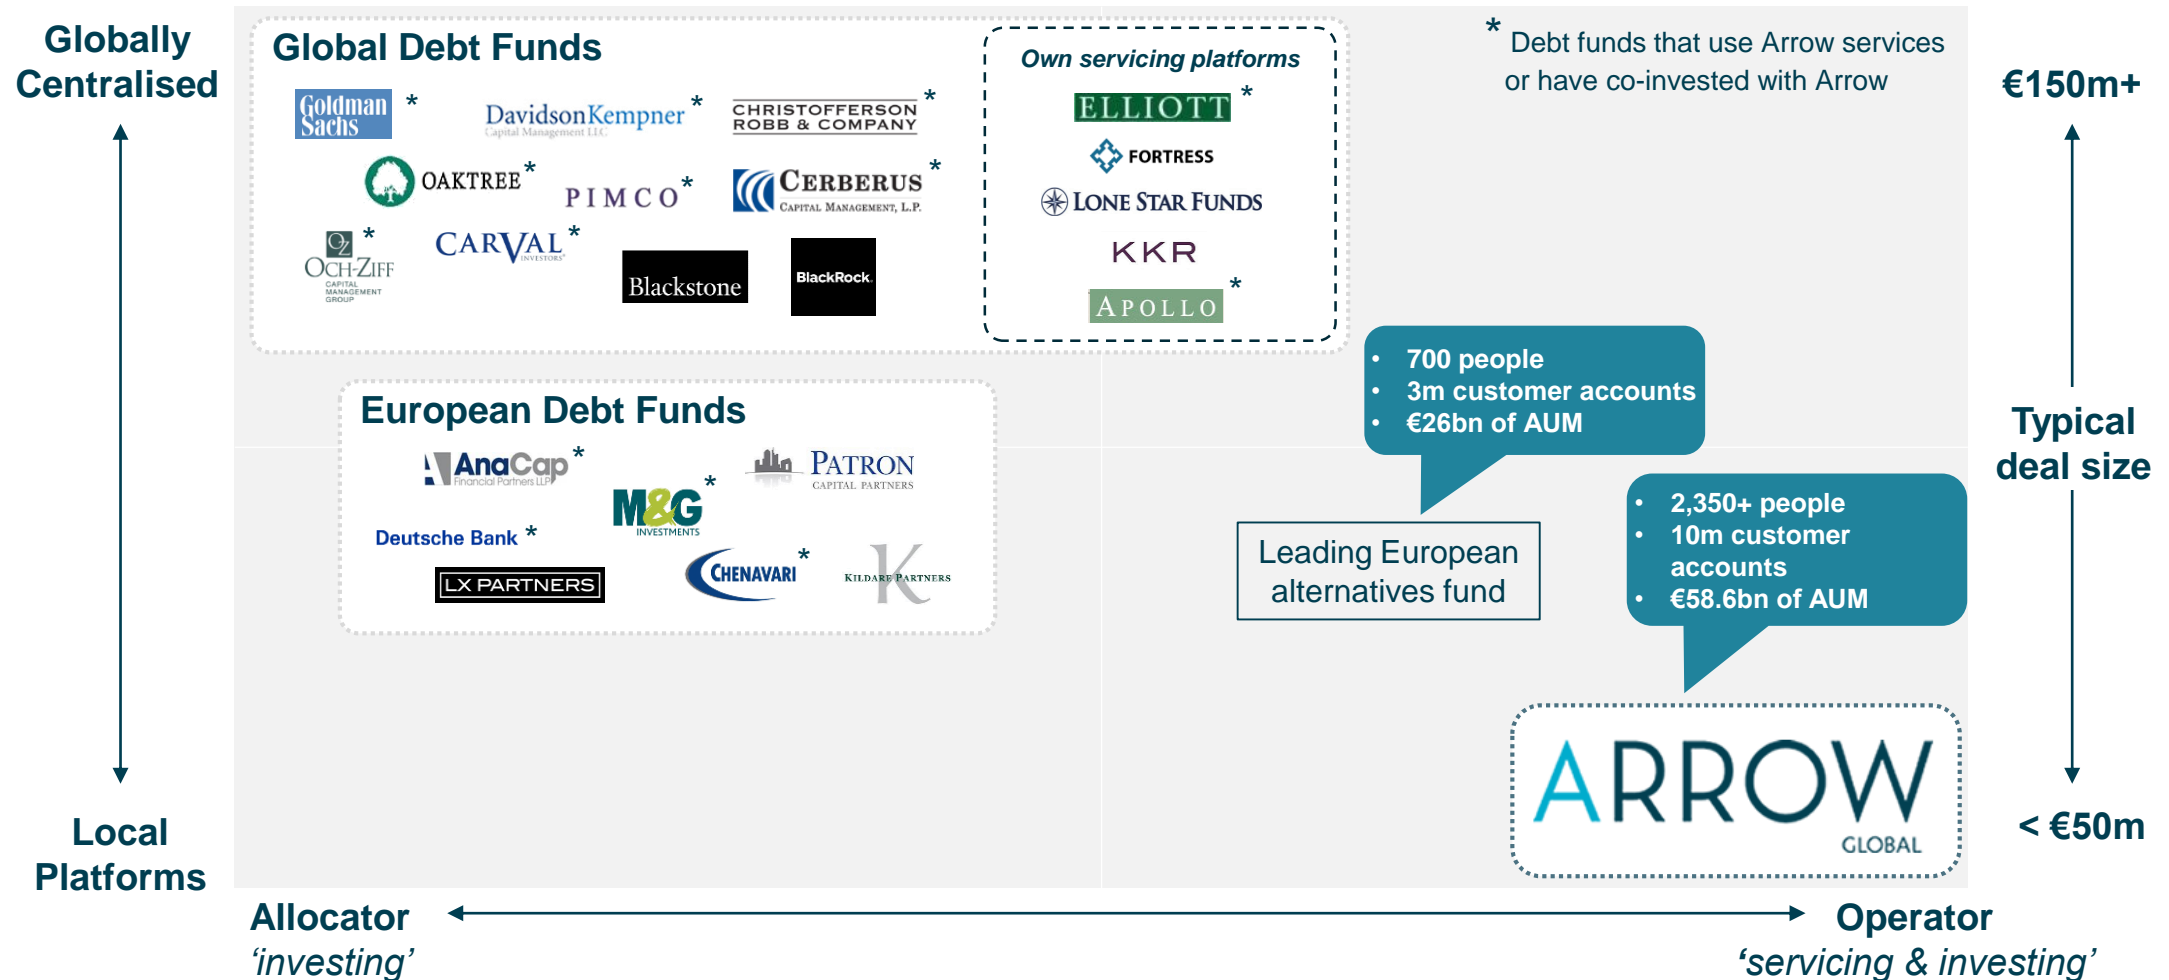 Globally
Centralised
Global Debt Funds
Own servicing platforms
* Debt funds that use Arrow services
or have co-invested with Arrow
€150m+
Goldman
Sachs *
DavidsonKempner *
Capital Management LLC
CHRISTOFFERSON *
ROBB & COMPANY
ELLIOTT *
OAKTREE *
PIMCO *
CERBERUS *
CAPITAL MANAGEMENT, L.P.
FORTRESS
LONE STAR FUNDS
OZ *
OCH-ZIFF
CAPITAL
MANAGEMENT
GROUP
CARVAL *
INVESTORS
Blackstone
BlackRock.
KKR
APOLLO *
• 700 people
• 3m customer accounts
• €26bn of AUM
European Debt Funds
AnaCap *
Financial Partners LLP
M&G *
INVESTMENTS
PATRON
CAPITAL PARTNERS
Deutsche Bank *
LX PARTNERS
CHENAVARI *
K
KILDARE PARTNERS
Leading European
alternatives fund
• 2,350+ people
• 10m customer
accounts
• €58.6bn of AUM
Typical
deal size
ARROW
GLOBAL
Local
Platforms
< €50m
Allocator
'investing'
Operator
'servicing & investing'